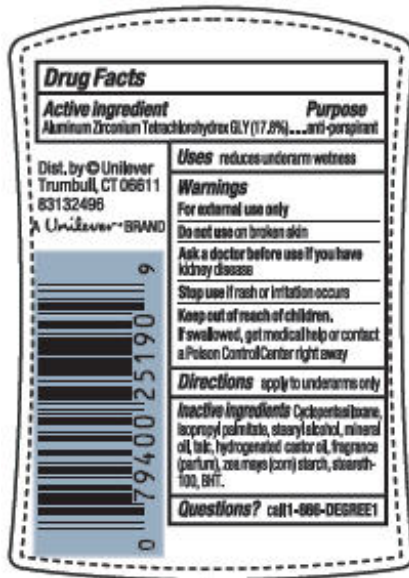 Drug Facts
Active ingredient Purpose
Aluminum Zirconium Tetrachlorohydrex GLY (17.8%)....anti-perspirant
Dist. by © Unilever
Trumbull, CT 06611
83132496
A Unilever BRAND
0 79400 25190 9
Uses reduces underarm wetness
Warnings
For external use only
Do not use on broken skin
Ask a doctor before use if you have
kidney disease
Stop use if rash or irritation occurs
Keep out of reach of children.
If swallowed, get medical help or contact
a Poison Control Center right away
Directions apply to underarms only
Inactive ingredients Cyclopentasiloxane,
isopropyl palmitate, stearyl alcohol, mineral
oil, talc, hydrogenated castor oil, fragrance
(parfum), zea mays (corn) starch, steareth-
100, BHT.
Questions? call 1-866-DEGREE1